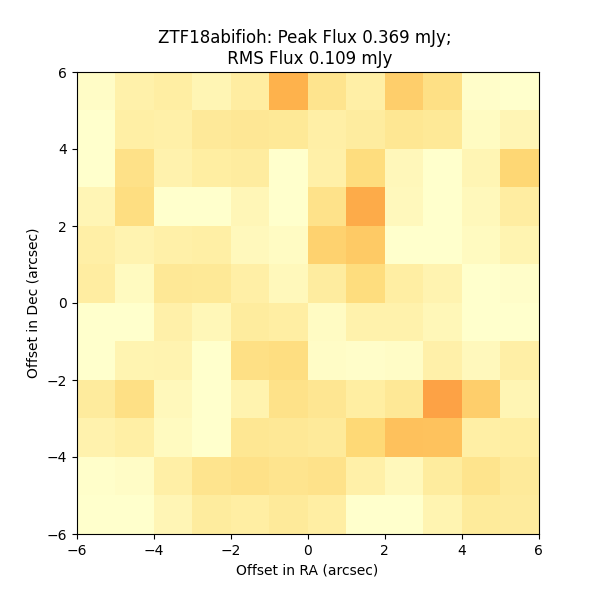 ZTF18abifioh: Peak Flux 0.369 mJy;
RMS Flux 0.109 mJy
6
4
2
0
−2
−4
−6
Offset in Dec (arcsec)
−6 −4 −2 0 2 4 6
Offset in RA (arcsec)